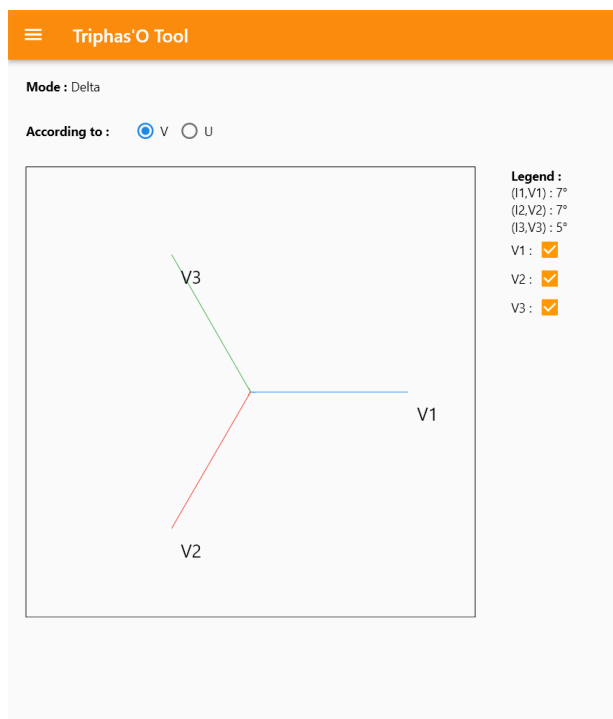 Triphas'O Tool
Mode : Delta
According to : V U
Legend :
(I1,V1) : 7°
(I2,V2) : 7°
(I3,V3) : 5°
V1 :
V2 :
V3 :
V3
V1
V2